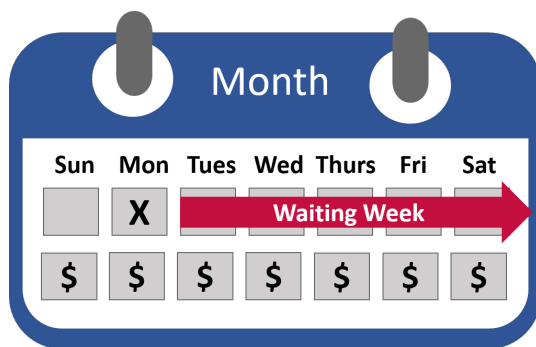 Month
Sun Mon Tues Wed Thurs Fri Sat
X Waiting Week
$ $ $ $ $ $ $